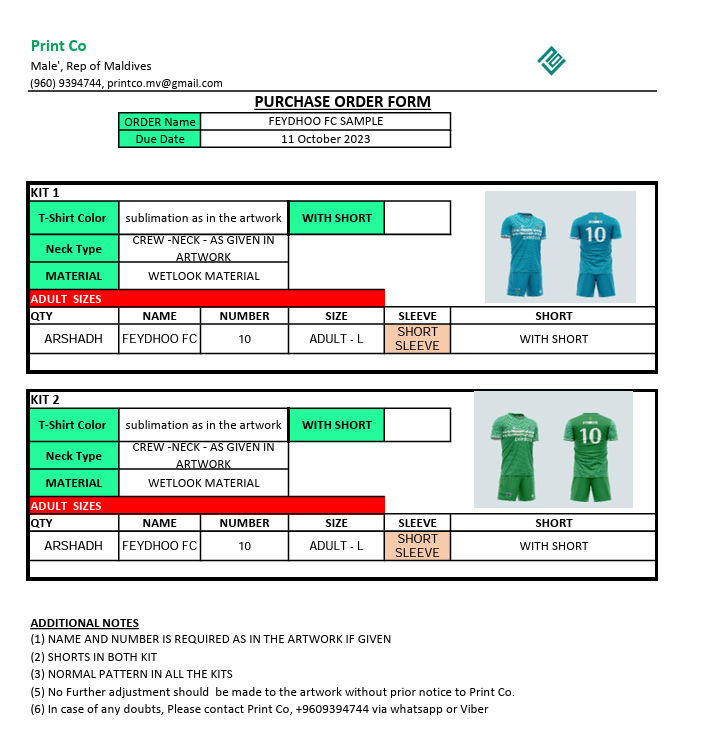 Print Co
Male', Rep of Maldives
(960) 9394744, printco.mv@gmail.com
PURCHASE ORDER FORM
ORDER Name FEYDHOO FC SAMPLE
Due Date 11 October 2023
KIT 1
T-Shirt Color sublimation as in the artwork WITH SHORT
Neck Type CREW -NECK - AS GIVEN IN
ARTWORK
MATERIAL WETLOOK MATERIAL
10
ADULT SIZES
QTY NAME NUMBER SIZE SLEEVE SHORT
ARSHADH FEYDHOO FC 10 ADULT - L SHORT
SLEEVE WITH SHORT
KIT 2
T-Shirt Color sublimation as in the artwork WITH SHORT
Neck Type CREW -NECK - AS GIVEN IN
ARTWORK
MATERIAL WETLOOK MATERIAL
10
ADULT SIZES
QTY NAME NUMBER SIZE SLEEVE SHORT
ARSHADH FEYDHOO FC 10 ADULT - L SHORT
SLEEVE WITH SHORT
ADDITIONAL NOTES
(1) NAME AND NUMBER IS REQUIRED AS IN THE ARTWORK IF GIVEN
(2) SHORTS IN BOTH KIT
(3) NORMAL PATTERN IN ALL THE KITS
(5) No Further adjustment should be made to the artwork without prior notice to Print Co.
(6) In case of any doubts, Please contact Print Co, +9609394744 via whatsapp or Viber